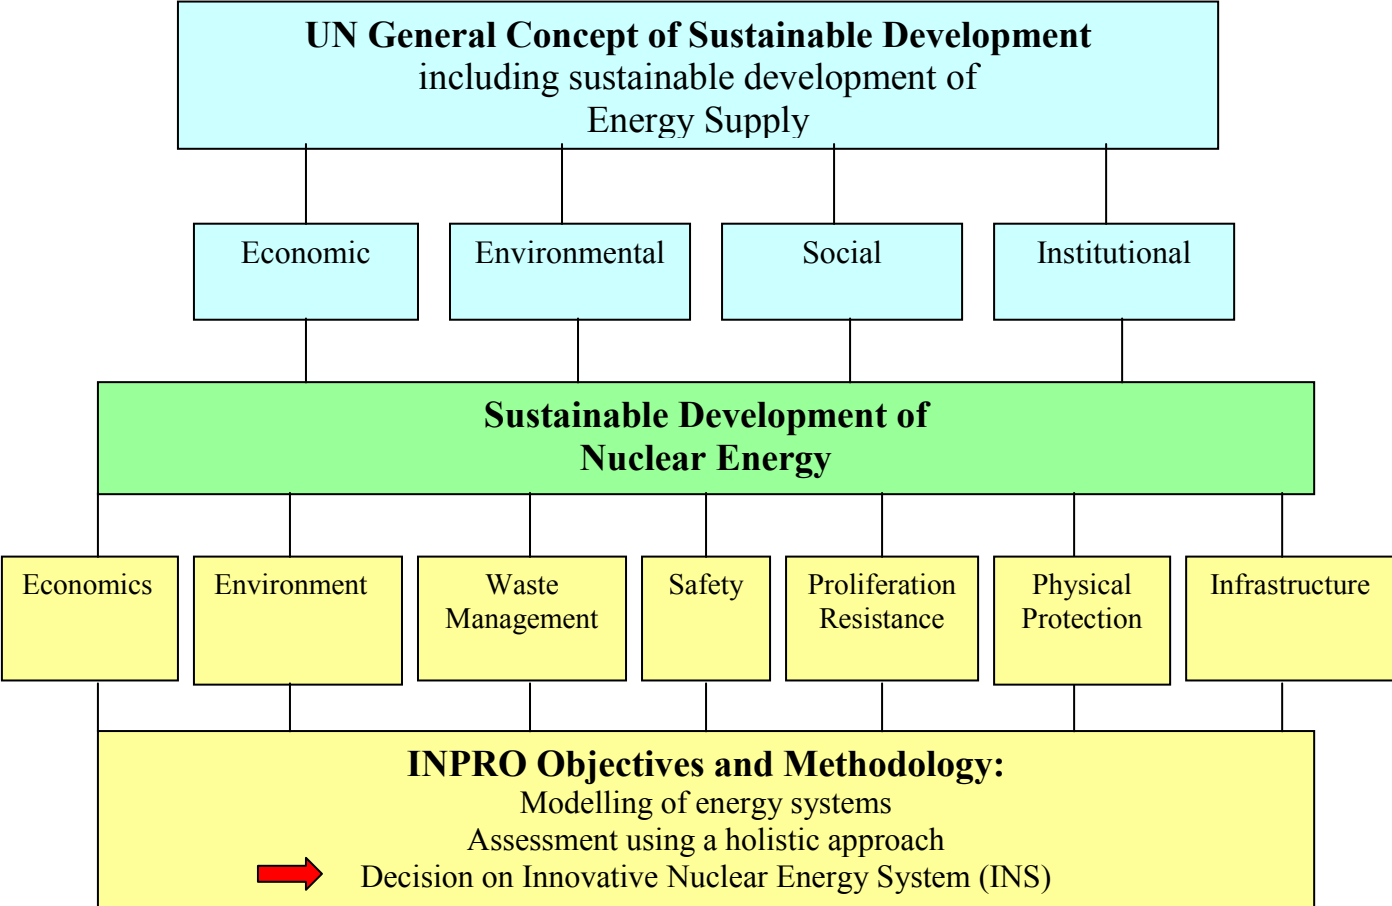 UN General Concept of Sustainable Development
including sustainable development of
Energy Supply
Economic
Environmental
Social
Institutional
Sustainable Development of
Nuclear Energy
Economics
Environment
Waste
Management
Safety
Proliferation
Resistance
Physical
Protection
Infrastructure
INPRO Objectives and Methodology:
Modelling of energy systems
Assessment using a holistic approach
Decision on Innovative Nuclear Energy System (INS)